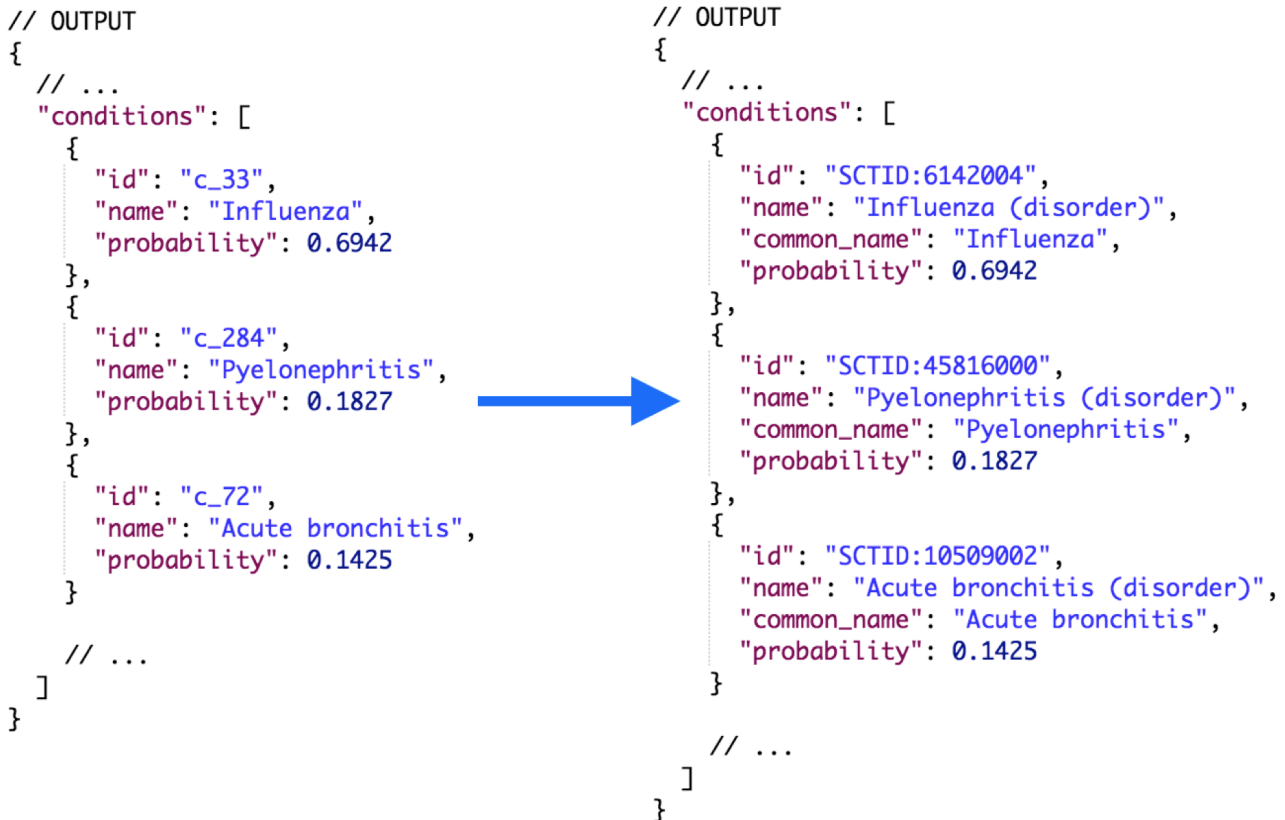 // OUTPUT
{
  // ...
  "conditions": [
    {
      "id": "c_33",
      "name": "Influenza",
      "probability": 0.6942
    },
    {
      "id": "c_284",
      "name": "Pyelonephritis",
      "probability": 0.1827
    },
    {
      "id": "c_72",
      "name": "Acute bronchitis",
      "probability": 0.1425
    }
    // ...
  ]
}
// OUTPUT
{
  // ...
  "conditions": [
    {
      "id": "SCTID:6142004",
      "name": "Influenza (disorder)",
      "common_name": "Influenza",
      "probability": 0.6942
    },
    {
      "id": "SCTID:45816000",
      "name": "Pyelonephritis (disorder)",
      "common_name": "Pyelonephritis",
      "probability": 0.1827
    },
    {
      "id": "SCTID:10509002",
      "name": "Acute bronchitis (disorder)",
      "common_name": "Acute bronchitis",
      "probability": 0.1425
    }
    // ...
  ]
}